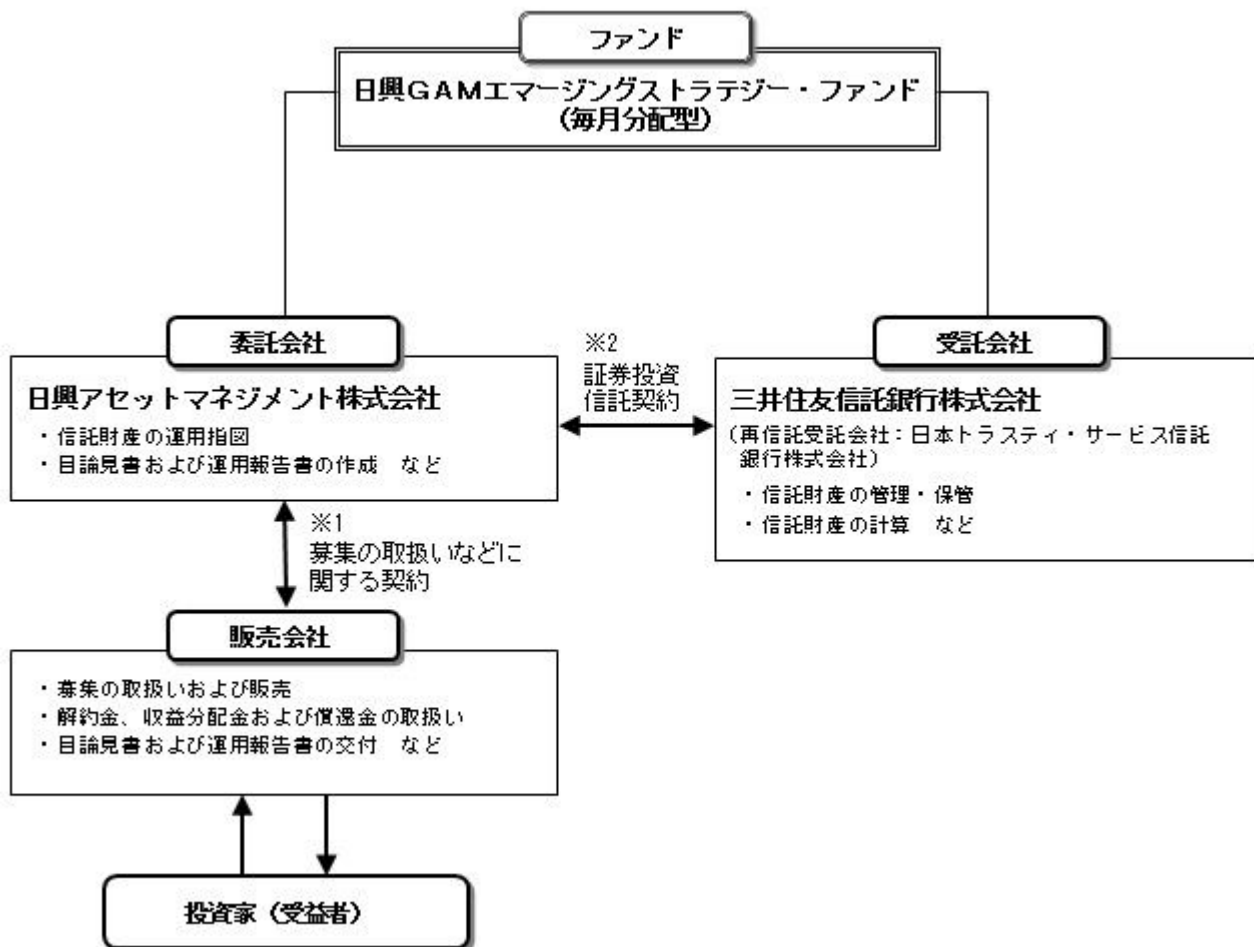 ファンド
日興GAMエマージングストラテジー・ファンド
(毎月分配型)
委託会社
日興アセットマネジメント株式会社
・信託財産の運用指図
・目論見書および運用報告書の作成 など
※2
証券投資
信託契約
受託会社
三井住友信託銀行株式会社
(再信託受託会社：日本トラスティ・サービス信託
銀行株式会社)
・信託財産の管理・保管
・信託財産の計算 など
※1
募集の取扱いなどに
関する契約
販売会社
・募集の取扱いおよび販売
・解約金、収益分配金および償還金の取扱い
・目論見書および運用報告書の交付 など
投資家（受益者）